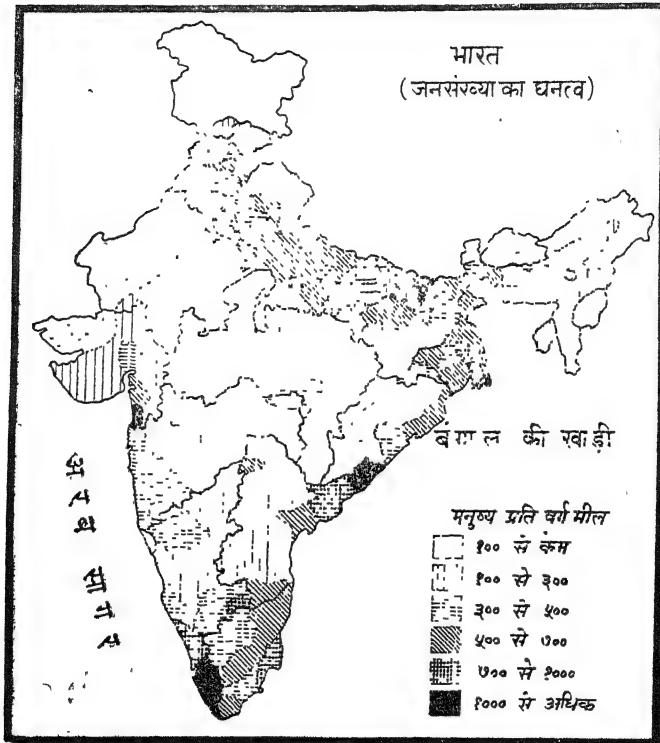 भारत
(जनसंख्या का घनत्व)
बंगाल की खाड़ी
अरब सागर
मनुष्य प्रति वर्ग मील
१०० से कम
१०० से ३००
३०० से ५००
५०० से ७००
७०० से १०००
१००० से अधिक